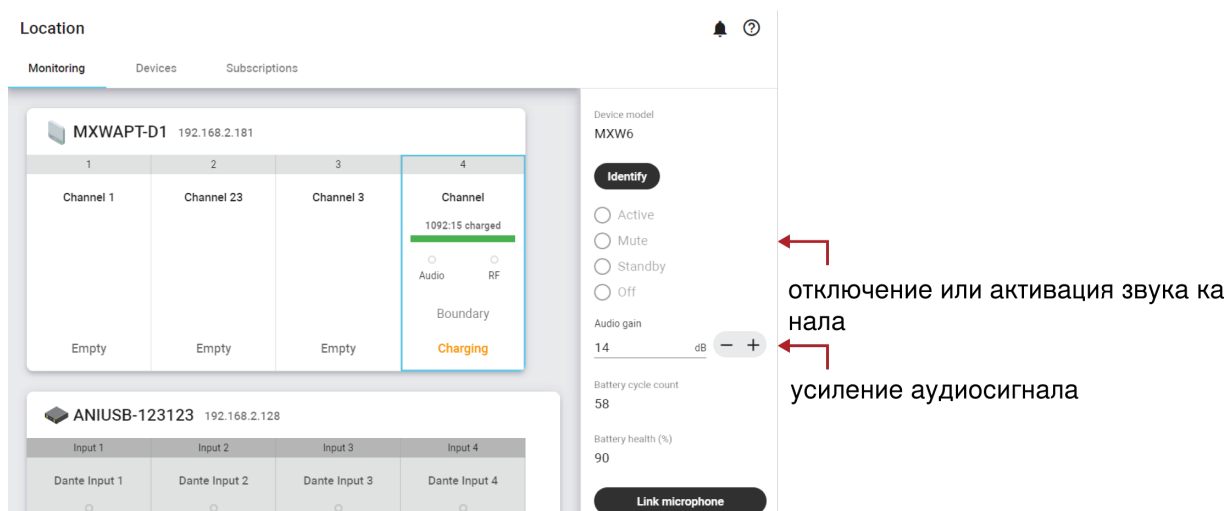 Location
Monitoring Devices Subscriptions
MXWAPT-D1 192.168.2.181
1 2 3 4
Channel 1 Channel 23 Channel 3 Channel
1092:15 charged
Audio RF
Boundary
Empty Empty Empty Charging
ANIUSB-123123 192.168.2.128
Input 1 Input 2 Input 3 Input 4
Dante Input 1 Dante Input 2 Dante Input 3 Dante Input 4
Device model
MXW6
Identify
Active
Mute
Standby
Off
Audio gain
14 dB − +
Battery cycle count
58
Battery health (%)
90
Link microphone
отключение или активация звука ка
нала
усиление аудиосигнала